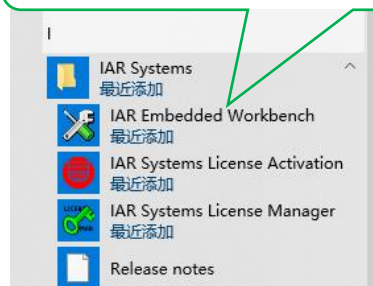 I
IAR Systems
最近添加
IAR Embedded Workbench
最近添加
IAR Systems License Activation
最近添加
IAR Systems License Manager
最近添加
Release notes